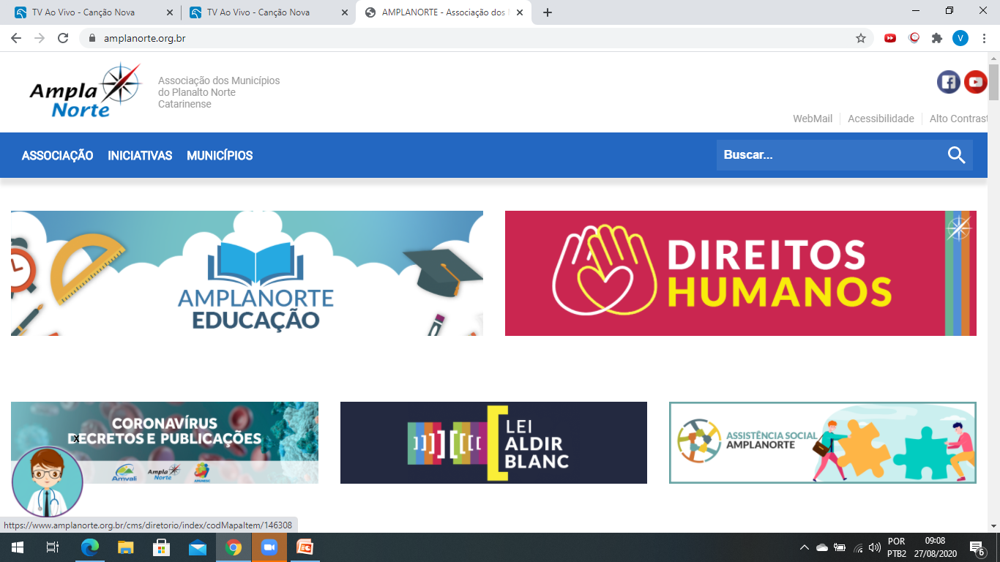 TV Ao Vivo - Canção Nova
TV Ao Vivo - Canção Nova
AMPLANORTE - Associação dos
amplanorte.org.br
V
Ampla
Norte
Associação dos Municípios
do Planalto Norte
Catarinense
WebMail
Acessibilidade
Alto Contrast
ASSOCIAÇÃO
INICIATIVAS
MUNICÍPIOS
Buscar...
AMPLANORTE
EDUCAÇÃO
DIREITOS
HUMANOS
CORONAVÍRUS
DECRETOS E PUBLICAÇÕES
x
Amvali
Ampla
Norte
LEI
ALDIR
BLANC
ASSISTÊNCIA SOCIAL
AMPLANORTE
https://www.amplanorte.org.br/cms/diretorio/index/codMapaItem/146308
POR
PTB2
09:08
27/08/2020
6